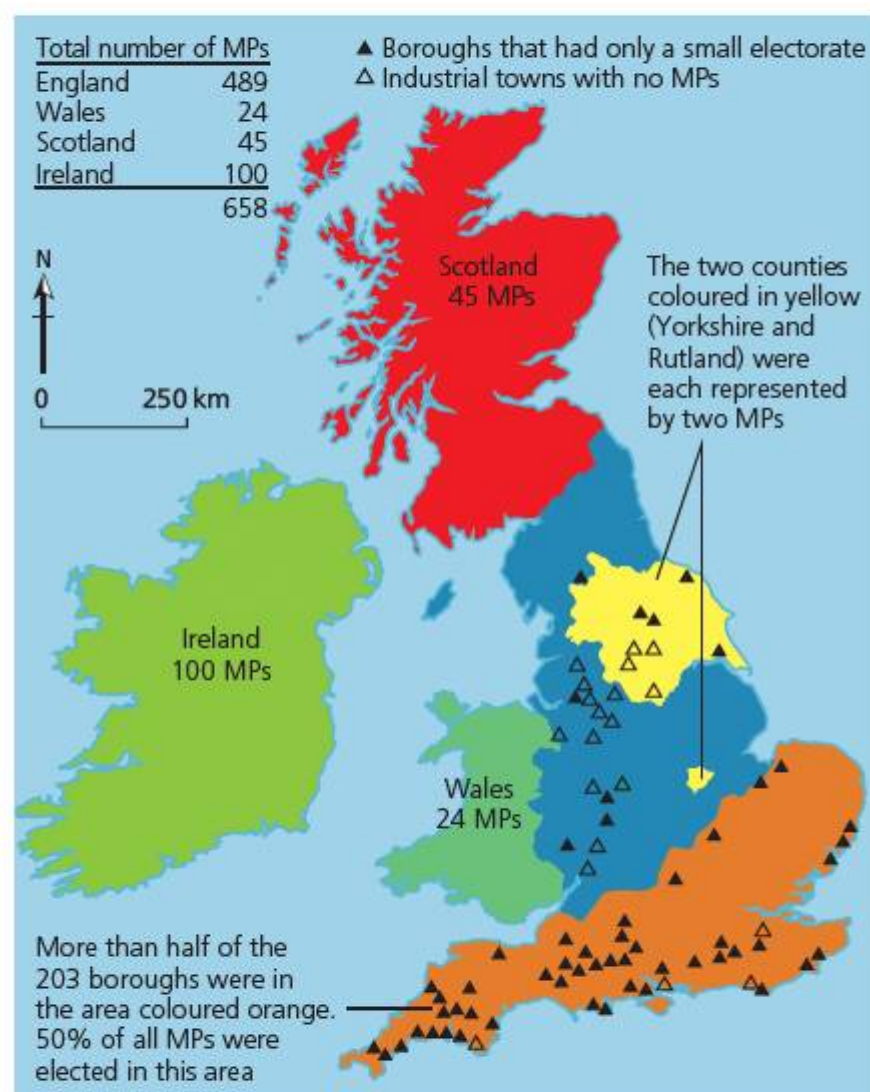 Total number of MPs
England 489
Wales 24
Scotland 45
Ireland 100
658
▲ Boroughs that had only a small electorate
△ Industrial towns with no MPs
N
0 250 km
Scotland
45 MPs
The two counties
coloured in yellow
(Yorkshire and
Rutland) were
each represented
by two MPs
Ireland
100 MPs
Wales
24 MPs
More than half of the
203 boroughs were in
the area coloured orange.
50% of all MPs were
elected in this area